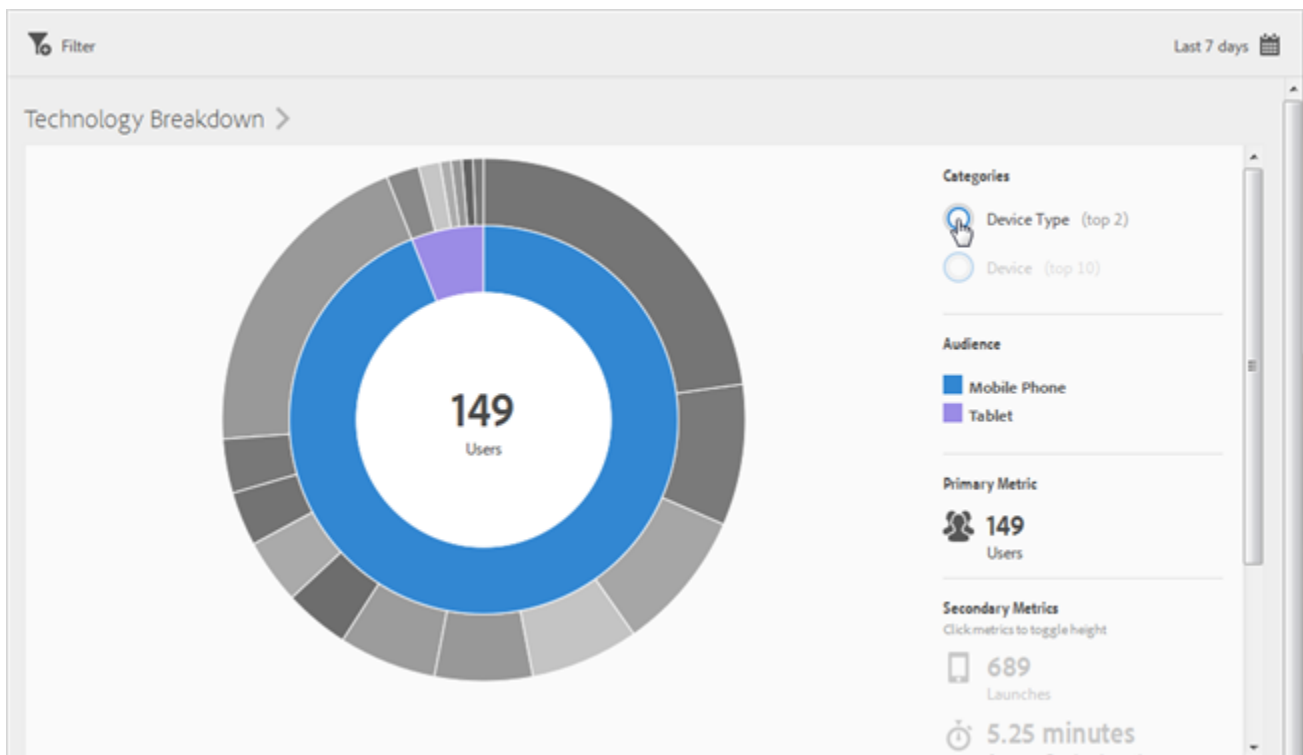 Filter
Last 7 days
Technology Breakdown >
149
Users
Categories
Device Type (top 2)
Device (top 10)
Audience
Mobile Phone
Tablet
Primary Metric
149
Users
Secondary Metrics
Click metrics to toggle height
689
Launches
5.25 minutes